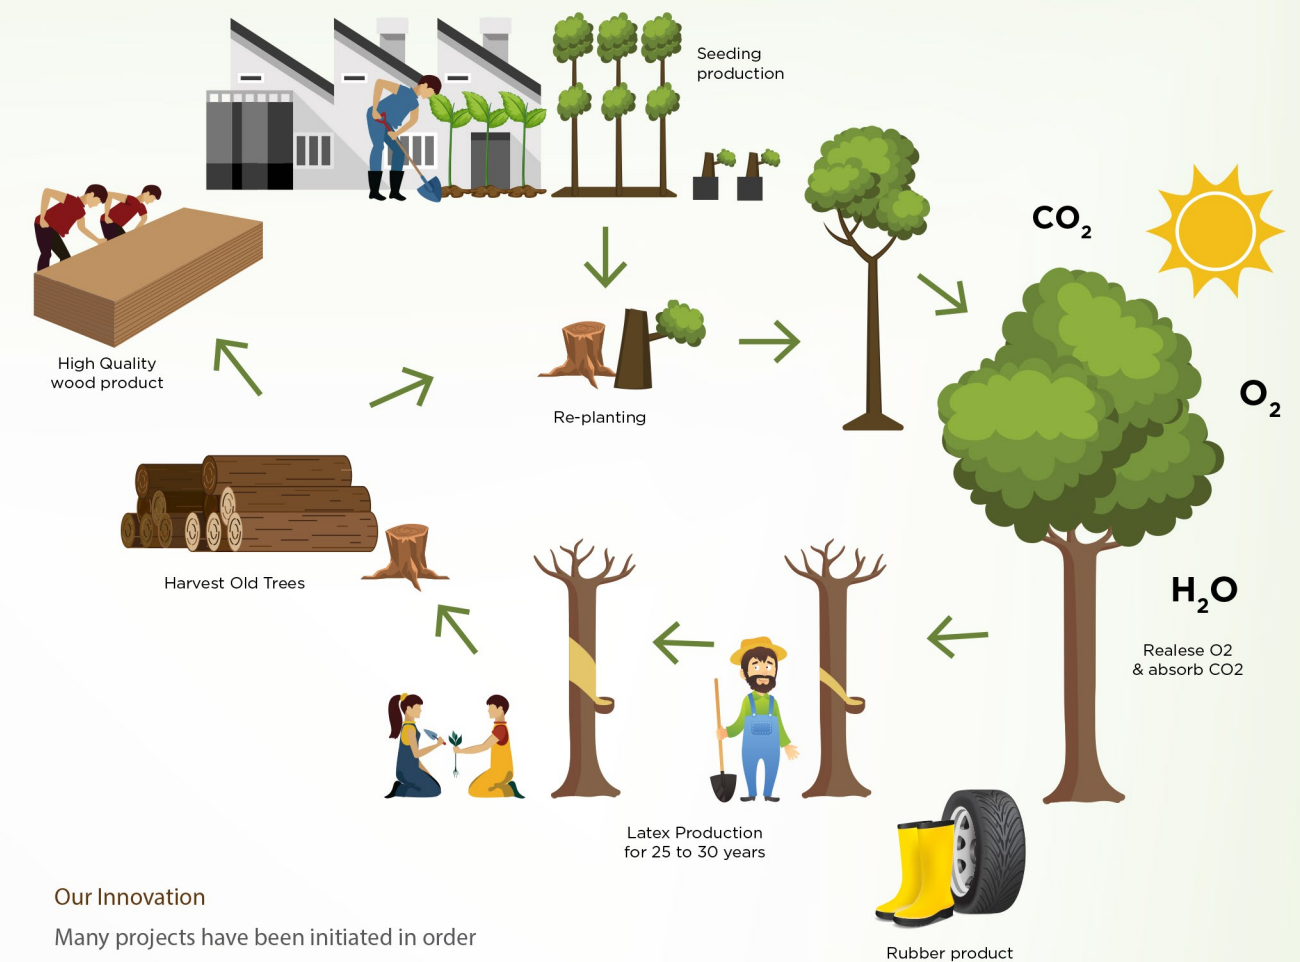 Seeding
production
CO2
O2
High Quality
wood product
Re-planting
Harvest Old Trees
H2O
Realese O2
& absorb CO2
Latex Production
for 25 to 30 years
Our Innovation
Many projects have been initiated in order
Rubber product